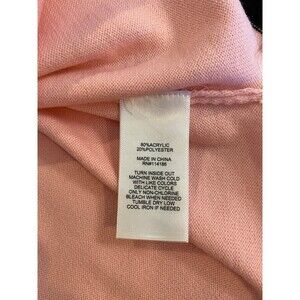 80%ACRYLIC
20%POLYESTER
MADE IN CHINA
RN#114186
TURN INSIDE OUT
MACHINE WASH COLD
WITH LIKE COLORS
DELICATE CYCLE
ONLY NON-CHLORINE
BLEACH WHEN NEEDED
TUMBLE DRY LOW
COOL IRON IF NEEDED